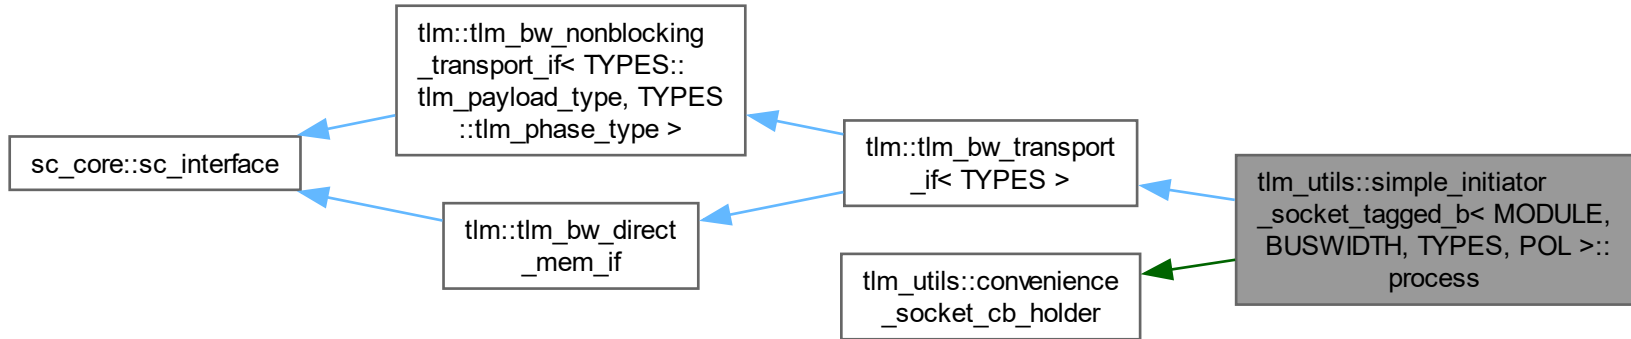 tlm::tlm_bw_nonblocking
_transport_if< TYPES::
tlm_payload_type, TYPES
::tlm_phase_type >
sc_core::sc_interface
tlm::tlm_bw_direct
_mem_if
tlm::tlm_bw_transport
_if< TYPES >
tlm_utils::convenience
_socket_cb_holder
tlm_utils::simple_initiator
_socket_tagged_b< MODULE,
BUSWIDTH, TYPES, POL >::
process